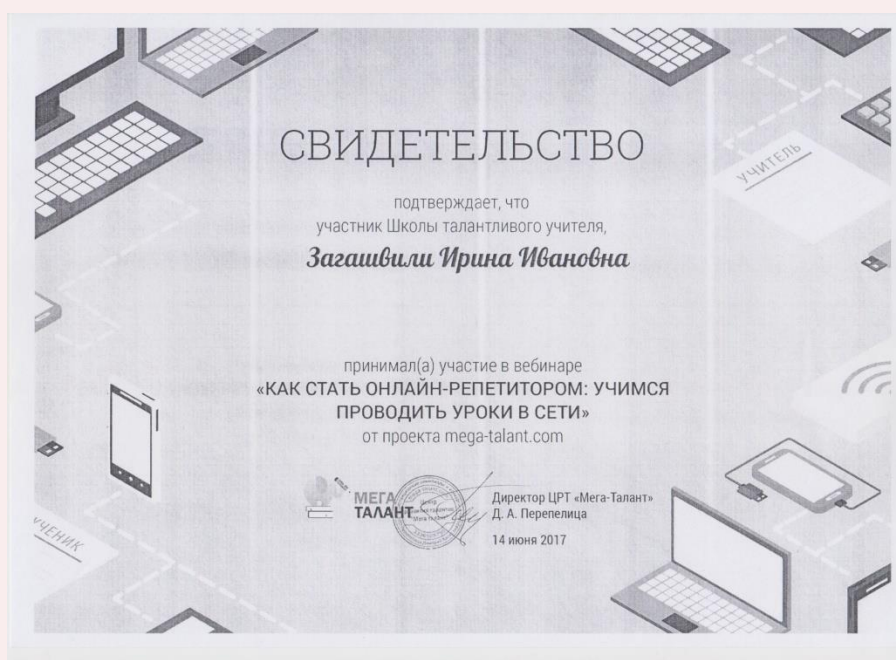 СВИДЕТЕЛЬСТВО
УЧИТЕЛЬ
подтверждает, что
участник Школы талантливого учителя,
Загашвили Ирина Ивановна
принимал(а) участие в вебинаре
«КАК СТАТЬ ОНЛАЙН-РЕПЕТИТОРОМ: УЧИМСЯ
ПРОВОДИТЬ УРОКИ В СЕТИ»
от проекта mega-talant.com
МЕГА
ТАЛАНТ
Директор ЦРТ «Мега-Талант»
Д. А. Перепелица
14 июня 2017
УЧЕНИК